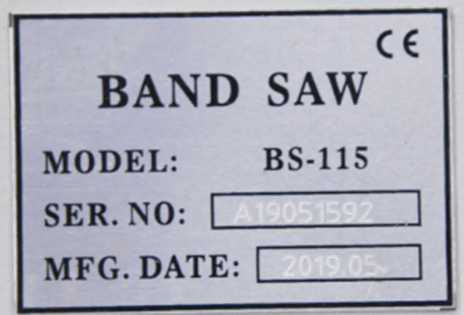 CE
BAND SAW
MODEL: BS-115
SER. NO: A19051592
MFG. DATE: 2019.05